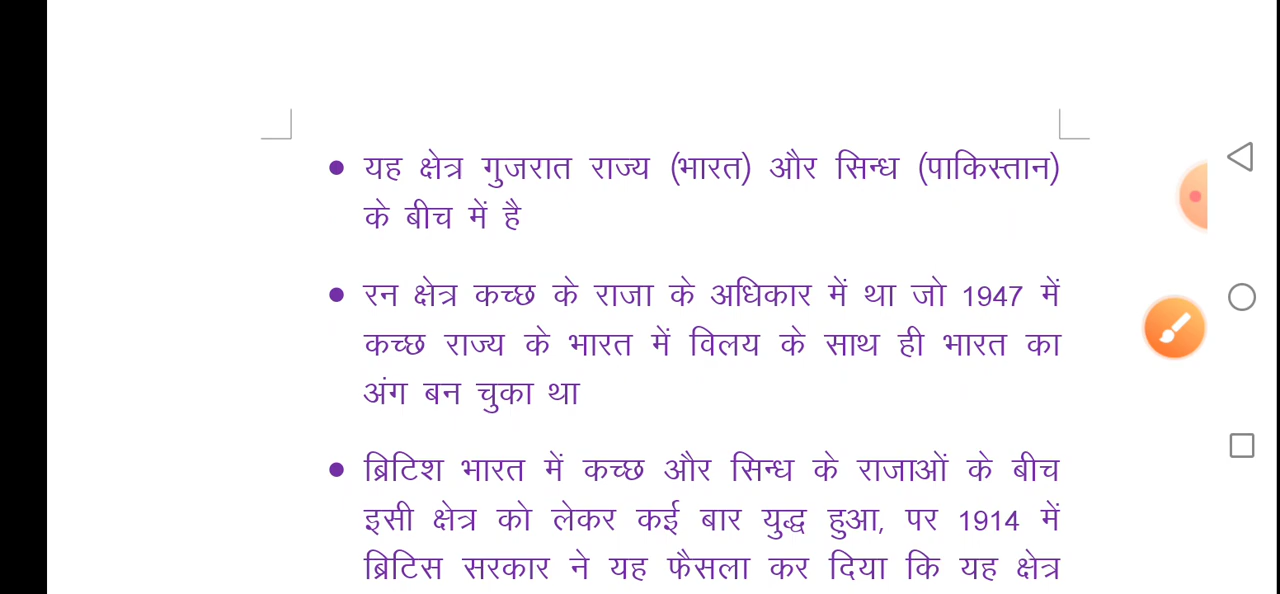 • यह क्षेत्र गुजरात राज्य (भारत) और सिन्ध (पाकिस्तान)
के बीच में है
• रन क्षेत्र कच्छ के राजा के अधिकार में था जो 1947 में
कच्छ राज्य के भारत में विलय के साथ ही भारत का
अंग बन चुका था
• ब्रिटिश भारत में कच्छ और सिन्ध के राजाओं के बीच
इसी क्षेत्र को लेकर कई बार युद्ध हुआ, पर 1914 में
ब्रिटिस सरकार ने यह फैसला कर दिया कि यह क्षेत्र